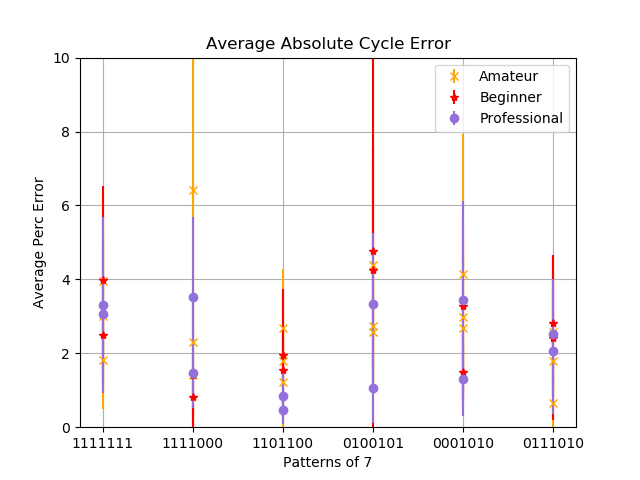 Average Absolute Cycle Error
Amateur
Beginner
Professional
Average Perc Error
10
8
6
4
2
0
1111111 1111000 1101100 0100101 0001010 0111010
Patterns of 7